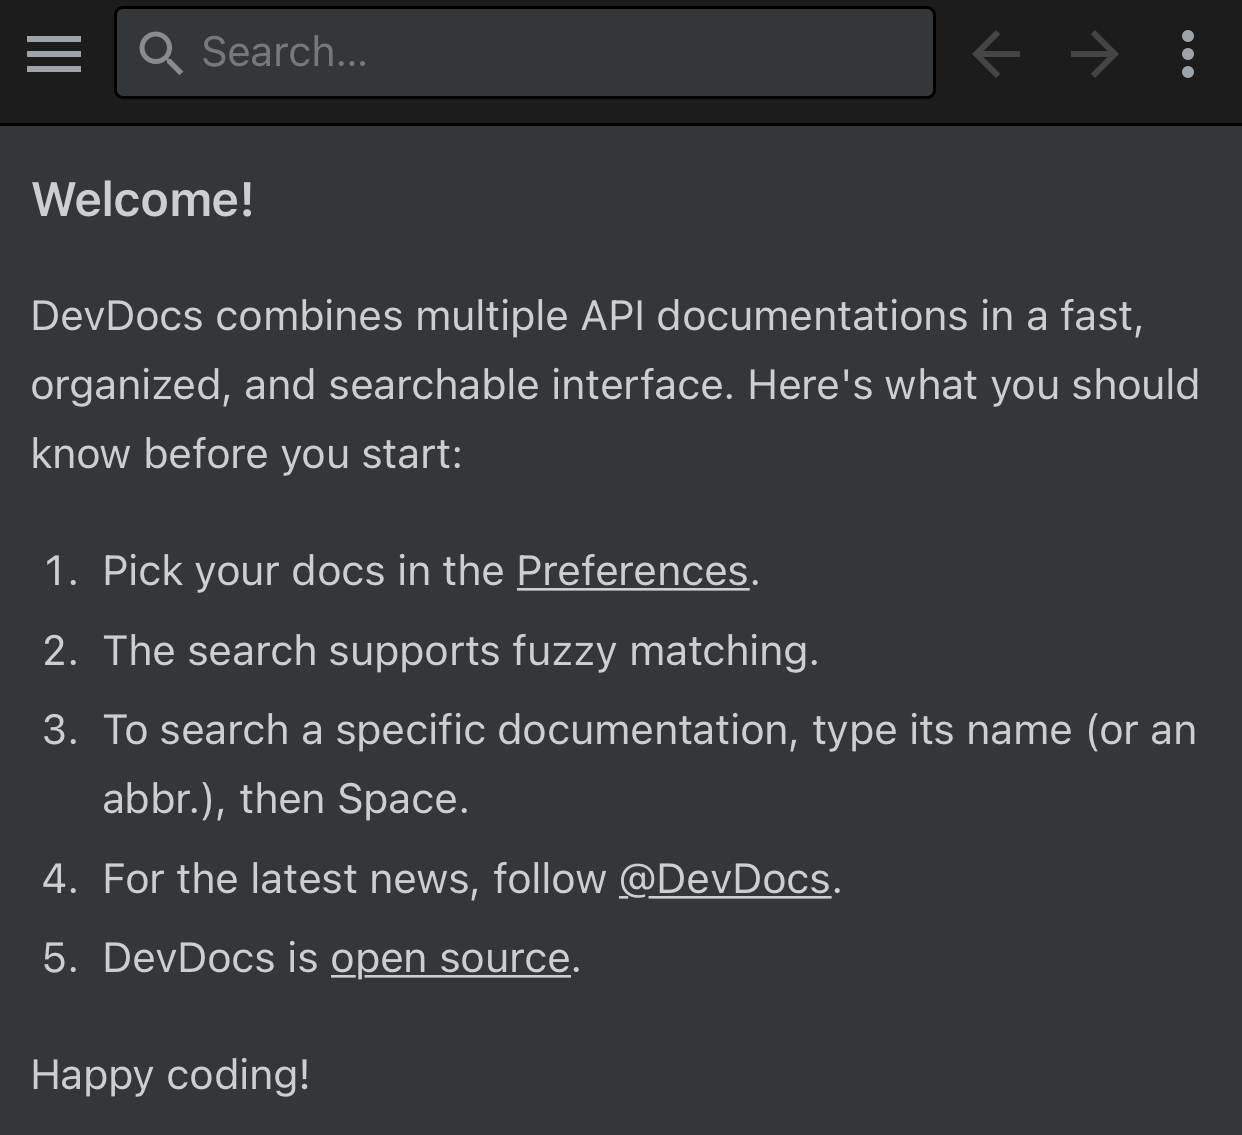 Search...
Welcome!
DevDocs combines multiple API documentations in a fast,
organized, and searchable interface. Here's what you should
know before you start:
1. Pick your docs in the Preferences.
2. The search supports fuzzy matching.
3. To search a specific documentation, type its name (or an
abbr.), then Space.
4. For the latest news, follow @DevDocs.
5. DevDocs is open source.
Happy coding!